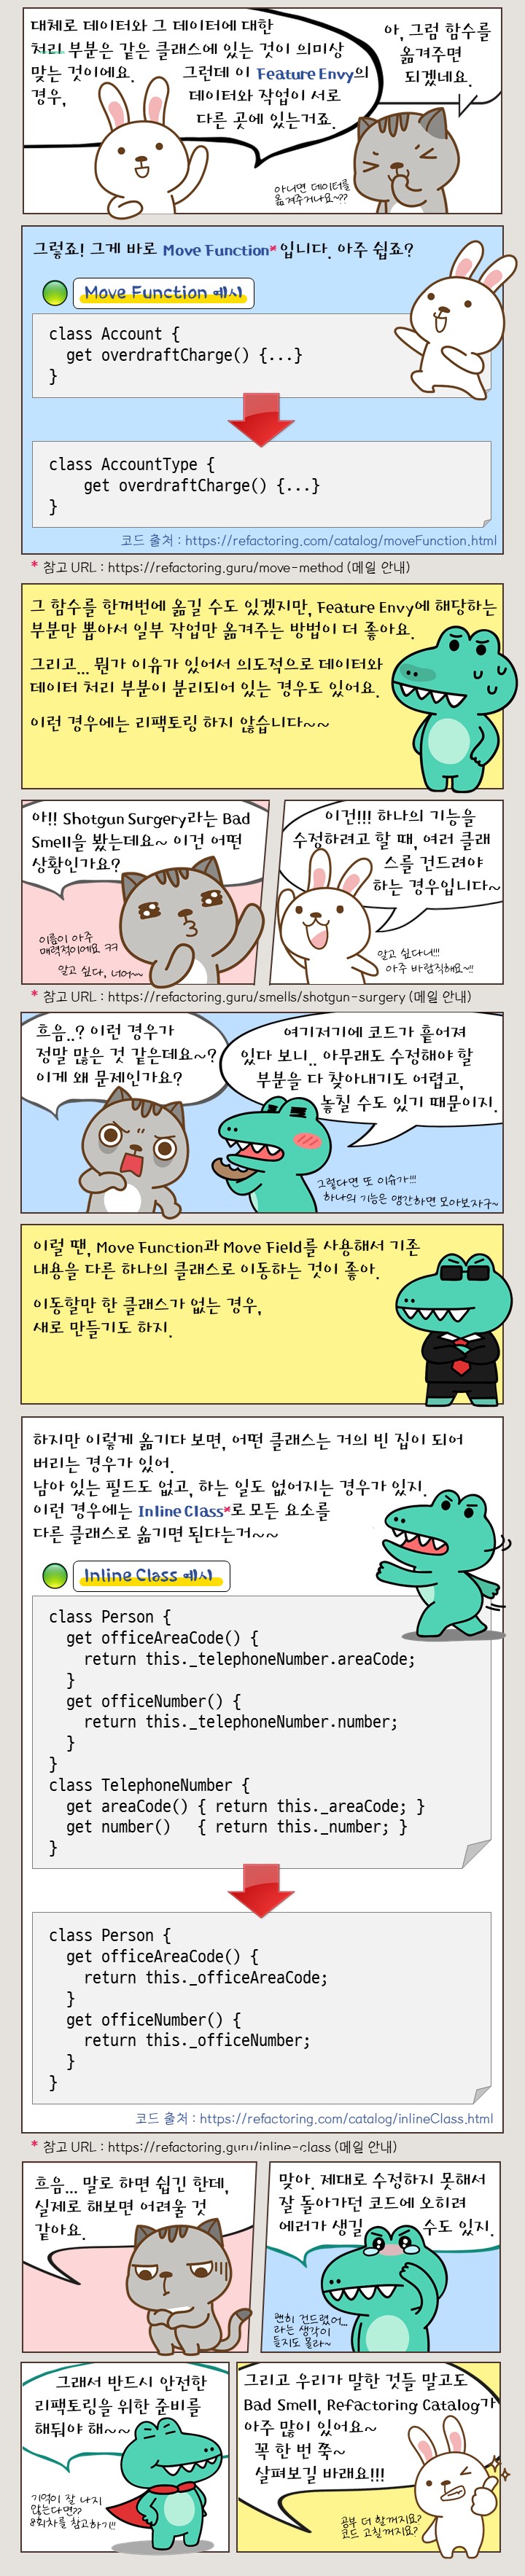 대체로 데이터와 그 데이터에 대한
처리 부분은 같은 클래스에 있는 것이 의미상
맞는 것이에요. 그런데 이 Feature Envy의
경우, 데이터와 작업이 서로
다른 곳에 있는거죠.
아, 그럼 함수를
옮겨주면
되겠네요.
아니면 데이터를
옮겨주거나요~??
그렇죠! 그게 바로 Move Function*입니다. 아주 쉽죠?
Move Function 예시
class Account {
get overdraftCharge() {...}
}
class AccountType {
get overdraftCharge() {...}
}
코드 출처 : https://refactoring.com/catalog/moveFunction.html
* 참고 URL : https://refactoring.guru/move-method (메일 안내)
그 함수를 한꺼번에 옮길 수도 있겠지만, Feature Envy에 해당하는
부분만 뽑아서 일부 작업만 옮겨주는 방법이 더 좋아요.
그리고... 뭔가 이유가 있어서 의도적으로 데이터와
데이터 처리 부분이 분리되어 있는 경우도 있어요.
이런 경우에는 리팩토링 하지 않습니다~~
아!! Shotgun Surgery라는 Bad
Smell을 봤는데요~ 이건 어떤
상황인가요?
이름이 아주
매력적이에요 ㅋㅋ
알고 싶다, 너어~~
이건!!! 하나의 기능을
수정하려고 할 때, 여러 클래
스를 건드려야
하는 경우입니다~
알고 싶다니!!!
아주 바람직해요~!!
* 참고 URL : https://refactoring.guru/smells/shotgun-surgery (메일 안내)
흐음..? 이런 경우가
정말 많은 것 같은데요~?
이게 왜 문제인가요?
여기저기에 코드가 흩어져
있다 보니.. 아무래도 수정해야 할
부분을 다 찾아내기도 어렵고,
놓칠 수도 있기 때문이지.
그렇다면 또 이슈가!!!
하나의 기능은 웬간하면 모아보자구~
이럴 땐, Move Function과 Move Field를 사용해서 기존
내용을 다른 하나의 클래스로 이동하는 것이 좋아.
이동할만 한 클래스가 없는 경우,
새로 만들기도 하지.
하지만 이렇게 옮기다 보면, 어떤 클래스는 거의 빈 집이 되어
버리는 경우가 있어.
남아 있는 필드도 없고, 하는 일도 없어지는 경우가 있지.
이런 경우에는 Inline Class*로 모든 요소를
다른 클래스로 옮기면 된다는거~~
Inline Class 예시
class Person {
get officeAreaCode() {
return this._telephoneNumber.areaCode;
}
get officeNumber() {
return this._telephoneNumber.number;
}
}
class TelephoneNumber {
get areaCode() { return this._areaCode; }
get number() { return this._number; }
}
class Person {
get officeAreaCode() {
return this._officeAreaCode;
}
get officeNumber() {
return this._officeNumber;
}
}
코드 출처 : https://refactoring.com/catalog/inlineClass.html
* 참고 URL : https://refactoring.guru/inline-class (메일 안내)
흐음... 말로 하면 쉽긴 한데,
실제로 해보면 어려울 것
같아요.
맞아. 제대로 수정하지 못해서
잘 돌아가던 코드에 오히려
에러가 생길 수도 있지.
괜히 건드렸어...
라는 생각이
들지도 몰라~
그래서 반드시 안전한
리팩토링을 위한 준비를
해둬야 해~~
기억이 잘 나지
않는다면??
8회차를 참고하기!!
그리고 우리가 말한 것들 말고도
Bad Smell, Refactoring Catalog가
아주 많이 있어요~
꼭 한 번 쭉~
살펴보길 바래요!!!
공부 더 할꺼지요?
코드 고칠꺼지요?